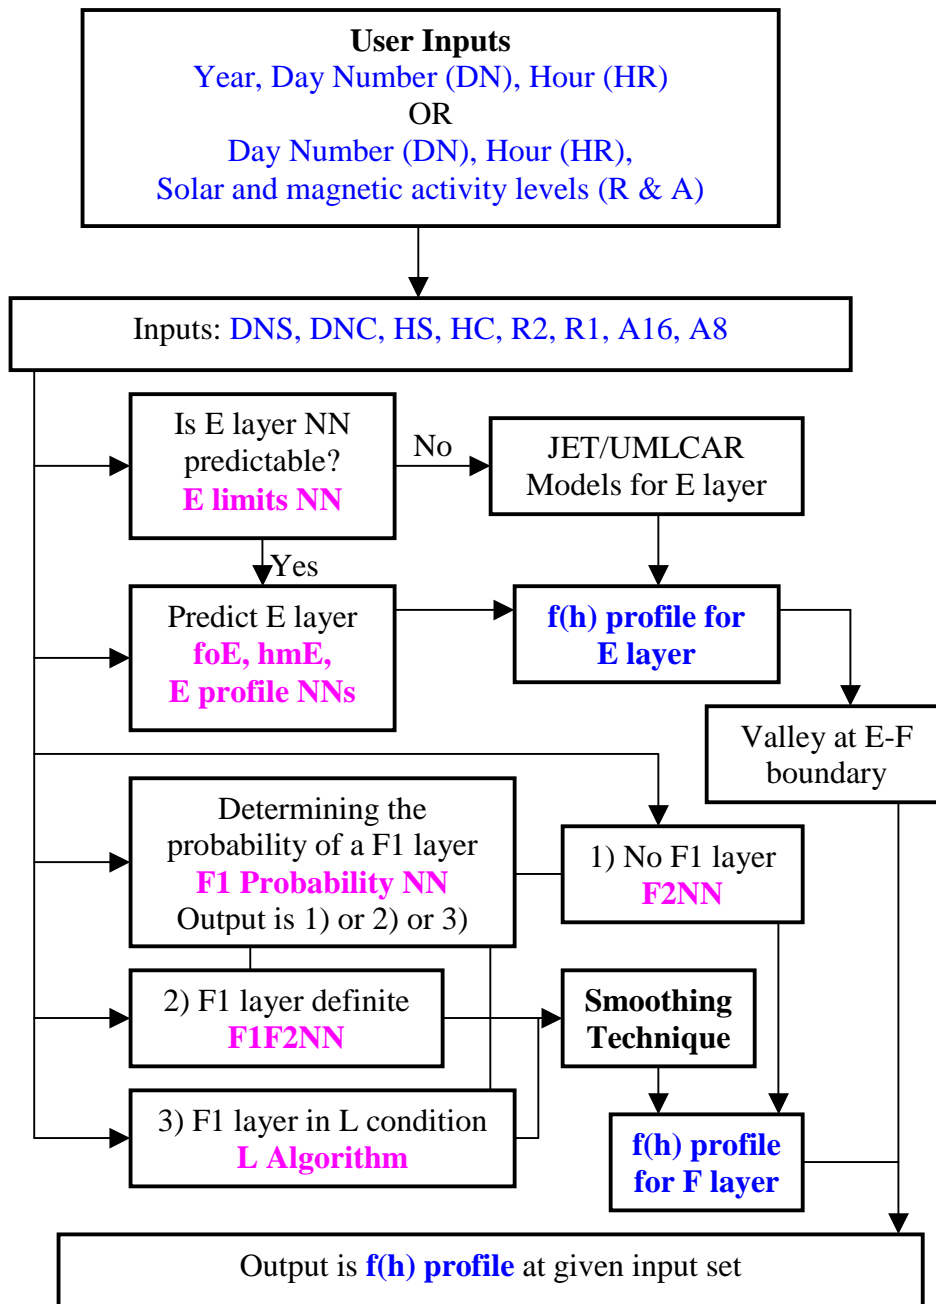 User Inputs
Year, Day Number (DN), Hour (HR)
OR
Day Number (DN), Hour (HR),
Solar and magnetic activity levels (R & A)
Inputs: DNS, DNC, HS, HC, R2, R1, A16, A8
Is E layer NN
predictable?
E limits NN
No
JET/UMLCAR
Models for E layer
Yes
Predict E layer
foE, hmE,
E profile NNs
f(h) profile for
E layer
Valley at E-F
boundary
Determining the
probability of a F1 layer
F1 Probability NN
Output is 1) or 2) or 3)
1) No F1 layer
F2NN
2) F1 layer definite
F1F2NN
Smoothing
Technique
3) F1 layer in L condition
L Algorithm
f(h) profile
for F layer
Output is f(h) profile at given input set